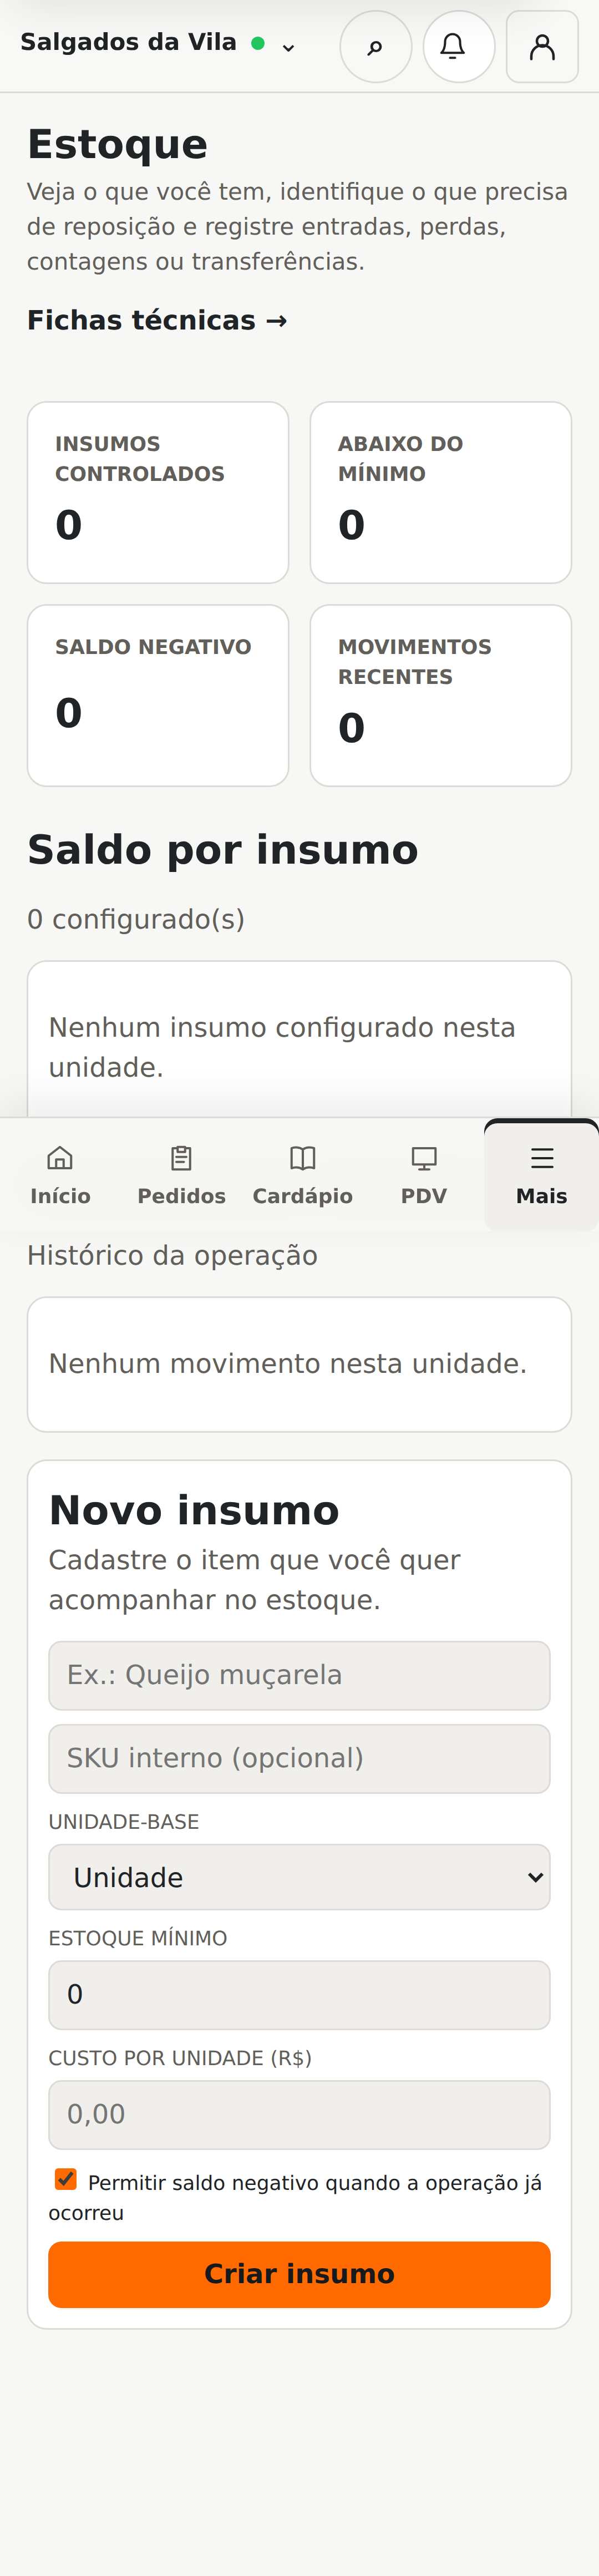 Salgados da Vila
Estoque
Veja o que você tem, identifique o que precisa
de reposição e registre entradas, perdas,
contagens ou transferências.
Fichas técnicas →
INSUMOS
CONTROLADOS
0
ABAIXO DO
MÍNIMO
0
SALDO NEGATIVO
0
MOVIMENTOS
RECENTES
0
Saldo por insumo
0 configurado(s)
Nenhum insumo configurado nesta
unidade.
Início
Pedidos
Cardápio
PDV
Mais
Histórico da operação
Nenhum movimento nesta unidade.
Novo insumo
Cadastre o item que você quer
acompanhar no estoque.
Ex.: Queijo muçarela
SKU interno (opcional)
UNIDADE-BASE
Unidade
ESTOQUE MÍNIMO
0
CUSTO POR UNIDADE (R$)
0,00
Permitir saldo negativo quando a operação já
ocorreu
Criar insumo